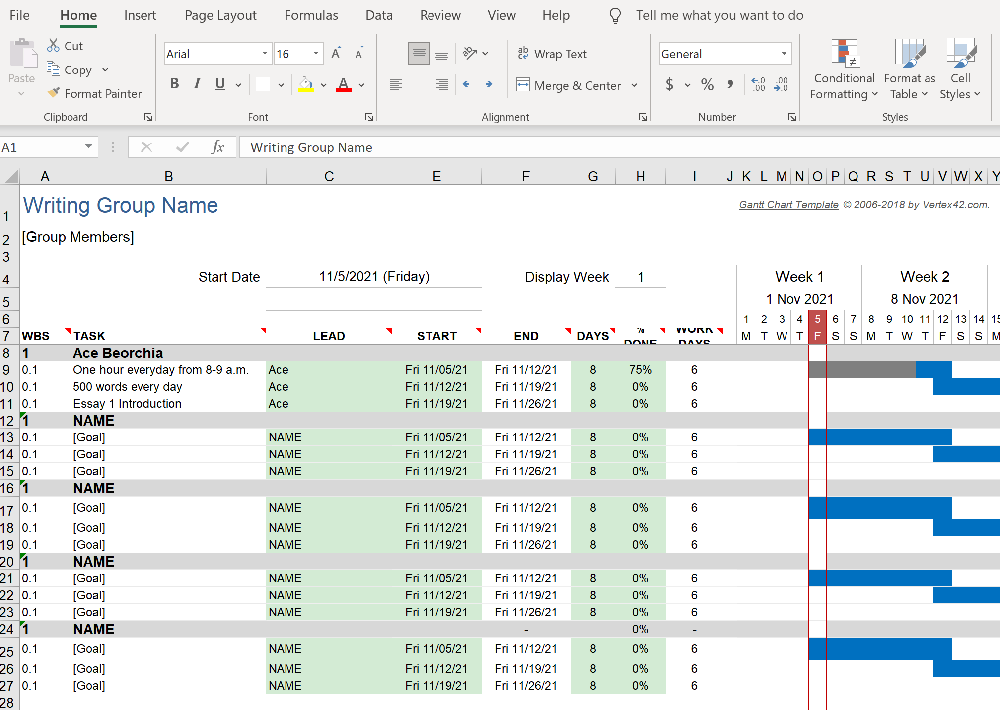 File Home Insert Page Layout Formulas Data Review View Help Tell me what you want to do
Cut
Copy
Paste
Format Painter
Clipboard
Arial 16 A A
B I U A
Font
ab Wrap Text
Merge & Center
Alignment
General
$ % , .0 .00 .00 .0
Number
Conditional Formatting
Format as Table
Cell Styles
Styles
A1 fx Writing Group Name
A B C E F G H I J K L M N O P Q R S T U V W X Y
1 Writing Group Name Gantt Chart Template © 2006-2018 by Vertex42.com.
2 [Group Members]
3
4 Start Date 11/5/2021 (Friday) Display Week 1 Week 1 Week 2
5 1 Nov 2021 8 Nov 2021
6 1 2 3 4 5 6 7 8 9 10 11 12 13 14 15
7 WBS TASK LEAD START END DAYS % DONE WORK DAYS M T W T F S S M T W T F S S M
8 1 Ace Beorchia
9 0.1 One hour everyday from 8-9 a.m. Ace Fri 11/05/21 Fri 11/12/21 8 75% 6
10 0.1 500 words every day Ace Fri 11/12/21 Fri 11/19/21 8 0% 6
11 0.1 Essay 1 Introduction Ace Fri 11/19/21 Fri 11/26/21 8 0% 6
12 1 NAME
13 0.1 [Goal] NAME Fri 11/05/21 Fri 11/12/21 8 0% 6
14 0.1 [Goal] NAME Fri 11/12/21 Fri 11/19/21 8 0% 6
15 0.1 [Goal] NAME Fri 11/19/21 Fri 11/26/21 8 0% 6
16 1 NAME
17 0.1 [Goal] NAME Fri 11/05/21 Fri 11/12/21 8 0% 6
18 0.1 [Goal] NAME Fri 11/12/21 Fri 11/19/21 8 0% 6
19 0.1 [Goal] NAME Fri 11/19/21 Fri 11/26/21 8 0% 6
20 1 NAME
21 0.1 [Goal] NAME Fri 11/05/21 Fri 11/12/21 8 0% 6
22 0.1 [Goal] NAME Fri 11/12/21 Fri 11/19/21 8 0% 6
23 0.1 [Goal] NAME Fri 11/19/21 Fri 11/26/21 8 0% 6
24 1 NAME - 0% -
25 0.1 [Goal] NAME Fri 11/05/21 Fri 11/12/21 8 0% 6
26 0.1 [Goal] NAME Fri 11/12/21 Fri 11/19/21 8 0% 6
27 0.1 [Goal] NAME Fri 11/19/21 Fri 11/26/21 8 0% 6
28